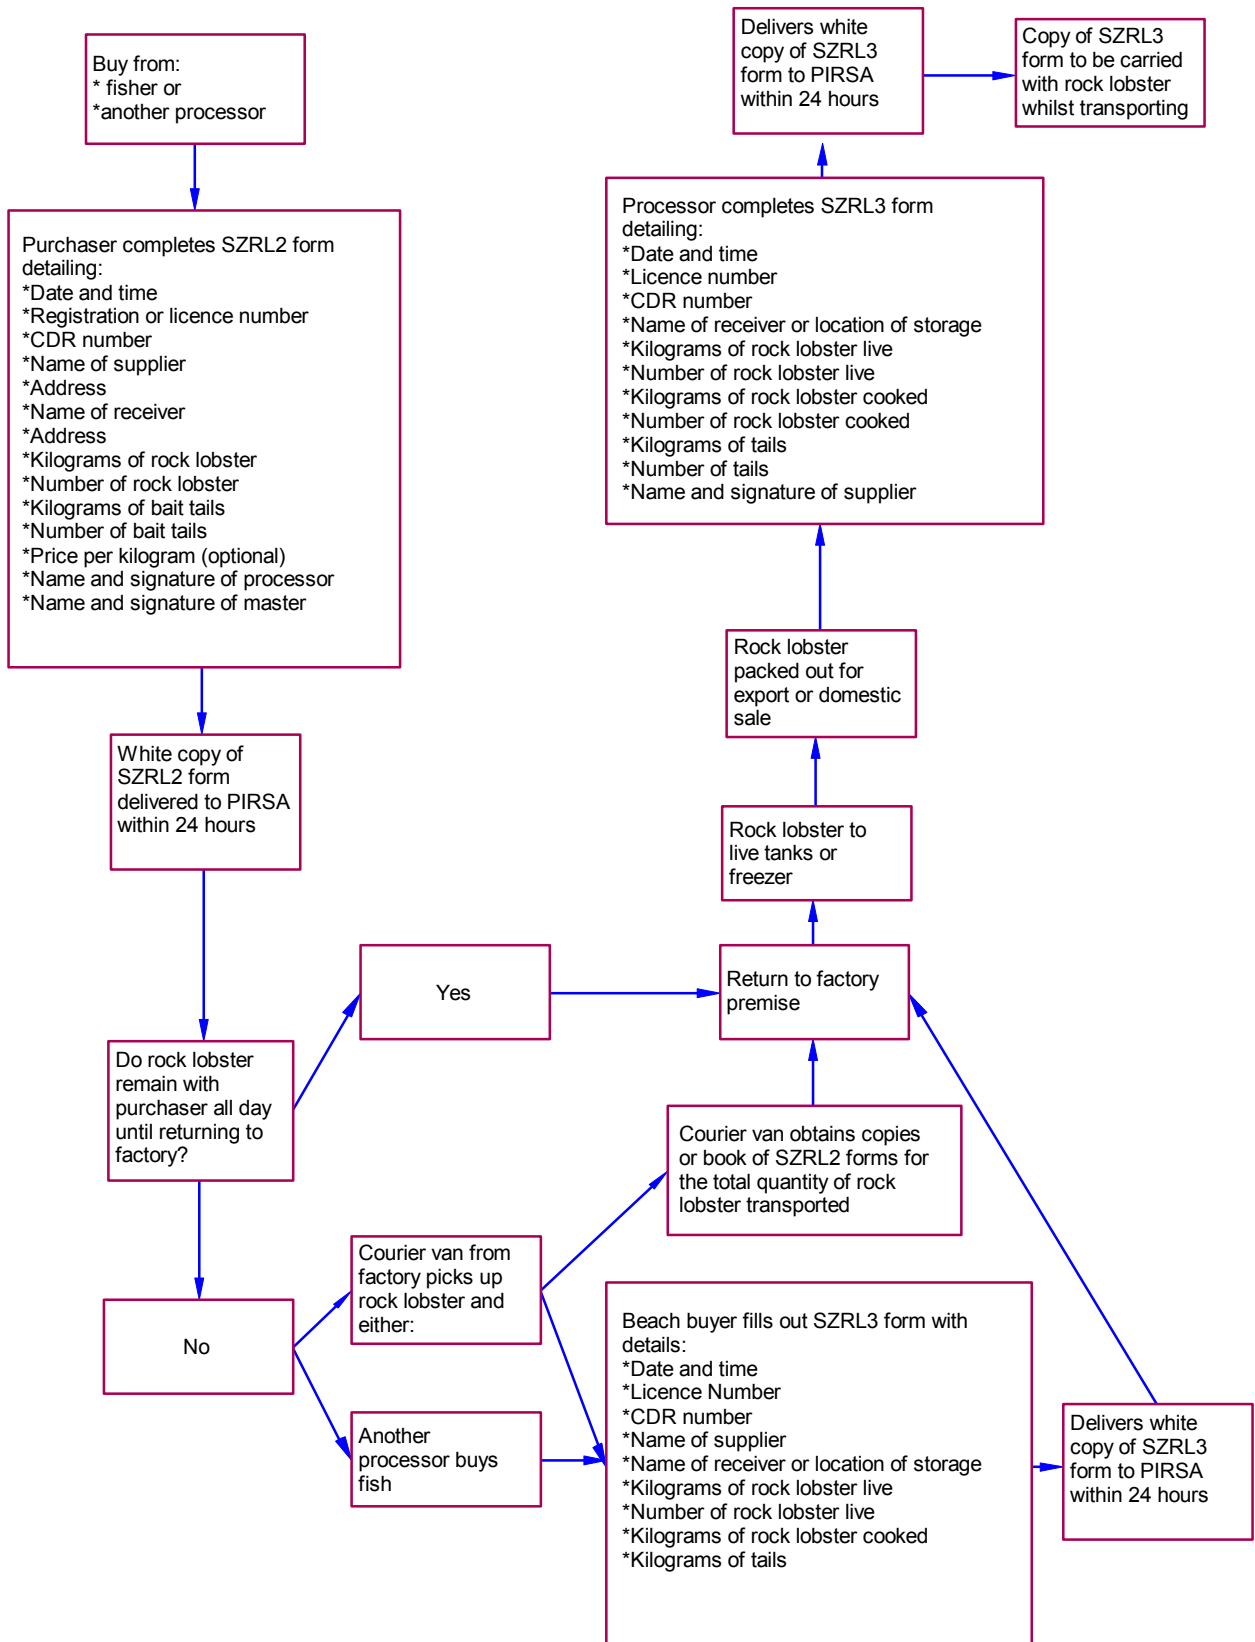 Buy from:
* fisher or
*another processor
Purchaser completes SZRL2 form
detailing:
*Date and time
*Registration or licence number
*CDR number
*Name of supplier
*Address
*Name of receiver
*Address
*Kilograms of rock lobster
*Number of rock lobster
*Kilograms of bait tails
*Number of bait tails
*Price per kilogram (optional)
*Name and signature of processor
*Name and signature of master
White copy of
SZRL2 form
delivered to PIRSA
within 24 hours
Do rock lobster
remain with
purchaser all day
until returning to
factory?
Yes
No
Courier van from
factory picks up
rock lobster and
either:
Another
processor buys
fish
Courier van obtains copies
or book of SZRL2 forms for
the total quantity of rock
lobster transported
Beach buyer fills out SZRL3 form with
details:
*Date and time
*Licence Number
*CDR number
*Name of supplier
*Name of receiver or location of storage
*Kilograms of rock lobster live
*Number of rock lobster live
*Kilograms of rock lobster cooked
*Kilograms of tails
Delivers white
copy of SZRL3
form to PIRSA
within 24 hours
Return to factory
premise
Rock lobster to
live tanks or
freezer
Rock lobster
packed out for
export or domestic
sale
Processor completes SZRL3 form
detailing:
*Date and time
*Licence number
*CDR number
*Name of receiver or location of storage
*Kilograms of rock lobster live
*Number of rock lobster live
*Kilograms of rock lobster cooked
*Number of rock lobster cooked
*Kilograms of tails
*Number of tails
*Name and signature of supplier
Delivers white
copy of SZRL3
form to PIRSA
within 24 hours
Copy of SZRL3
form to be carried
with rock lobster
whilst transporting